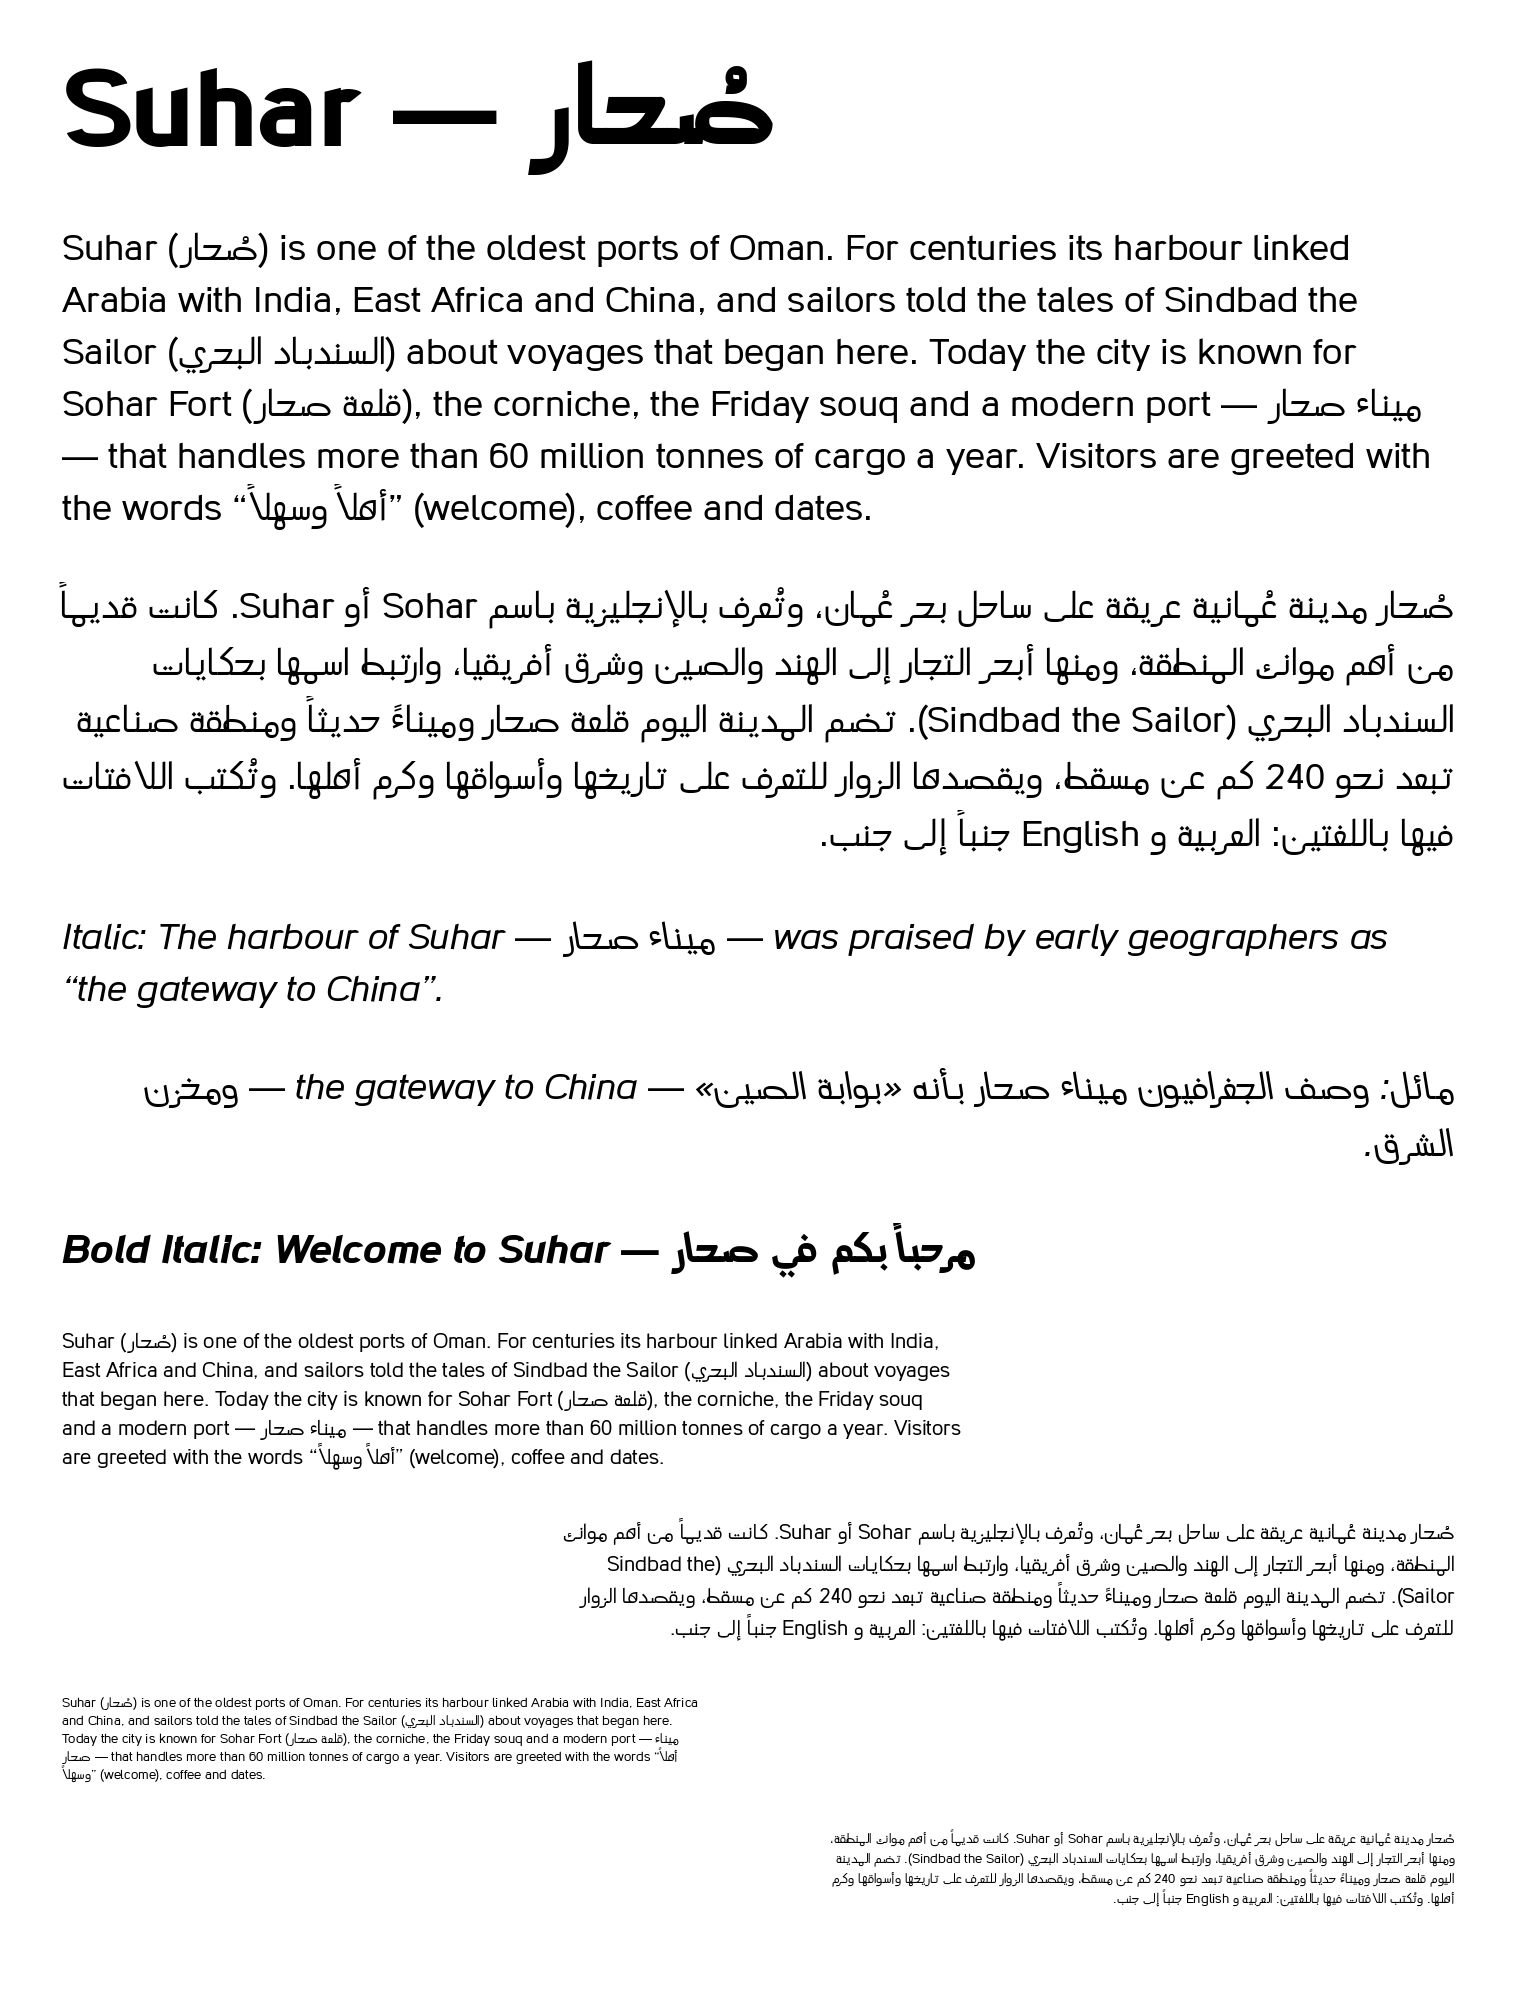 Suhar — صُحار
Suhar (صُحار) is one of the oldest ports of Oman. For centuries its harbour linked
Arabia with India, East Africa and China, and sailors told the tales of Sindbad the
Sailor (السندباد البحري) about voyages that began here. Today the city is known for
Sohar Fort (قلعة صحار), the corniche, the Friday souq and a modern port — ميناء صحار
— that handles more than 60 million tonnes of cargo a year. Visitors are greeted with
the words “أهلاً وسهلاً” (welcome), coffee and dates.
صُحار مدينة عُمانية عريقة على ساحل بحر عُمان، وتُعرف بالإنجليزية باسم Sohar أو Suhar. كانت قديماً
من أهم موانئ المنطقة، ومنها أبحر التجار إلى الهند والصين وشرق أفريقيا، وارتبط اسمها بحكايات
السندباد البحري (Sindbad the Sailor). تضم المدينة اليوم قلعة صحار وميناءً حديثاً ومنطقة صناعية
تبعد نحو 240 كم عن مسقط، ويقصدها الزوار للتعرف على تاريخها وأسواقها وكرم أهلها. وتُكتب اللافتات
فيها باللغتين: العربية و English جنباً إلى جنب.
Italic: The harbour of Suhar — ميناء صحار — was praised by early geographers as
“the gateway to China”.
مائل: وصف الجغرافيون ميناء صحار بأنه «بوابة الصين» — the gateway to China — ومخزن
الشرق.
Bold Italic: Welcome to Suhar — مرحباً بكم في صحار
Suhar (صُحار) is one of the oldest ports of Oman. For centuries its harbour linked Arabia with India,
East Africa and China, and sailors told the tales of Sindbad the Sailor (السندباد البحري) about voyages
that began here. Today the city is known for Sohar Fort (قلعة صحار), the corniche, the Friday souq
and a modern port — ميناء صحار — that handles more than 60 million tonnes of cargo a year. Visitors
are greeted with the words “أهلاً وسهلاً” (welcome), coffee and dates.
صُحار مدينة عُمانية عريقة على ساحل بحر عُمان، وتُعرف بالإنجليزية باسم Sohar أو Suhar. كانت قديماً من أهم موانئ
المنطقة، ومنها أبحر التجار إلى الهند والصين وشرق أفريقيا، وارتبط اسمها بحكايات السندباد البحري (Sindbad the
Sailor). تضم المدينة اليوم قلعة صحار وميناءً حديثاً ومنطقة صناعية تبعد نحو 240 كم عن مسقط، ويقصدها الزوار
للتعرف على تاريخها وأسواقها وكرم أهلها. وتُكتب اللافتات فيها باللغتين: العربية و English جنباً إلى جنب.
Suhar (صُحار) is one of the oldest ports of Oman. For centuries its harbour linked Arabia with India, East Africa
and China, and sailors told the tales of Sindbad the Sailor (السندباد البحري) about voyages that began here.
Today the city is known for Sohar Fort (قلعة صحار), the corniche, the Friday souq and a modern port — ميناء
صحار — that handles more than 60 million tonnes of cargo a year. Visitors are greeted with the words “أهلاً
وسهلاً” (welcome), coffee and dates.
صُحار مدينة عُمانية عريقة على ساحل بحر عُمان، وتُعرف بالإنجليزية باسم Sohar أو Suhar. كانت قديماً من أهم موانئ المنطقة،
ومنها أبحر التجار إلى الهند والصين وشرق أفريقيا، وارتبط اسمها بحكايات السندباد البحري (Sindbad the Sailor). تضم المدينة
اليوم قلعة صحار وميناءً حديثاً ومنطقة صناعية تبعد نحو 240 كم عن مسقط، ويقصدها الزوار للتعرف على تاريخها وأسواقها وكرم
أهلها. وتُكتب اللافتات فيها باللغتين: العربية و English جنباً إلى جنب.